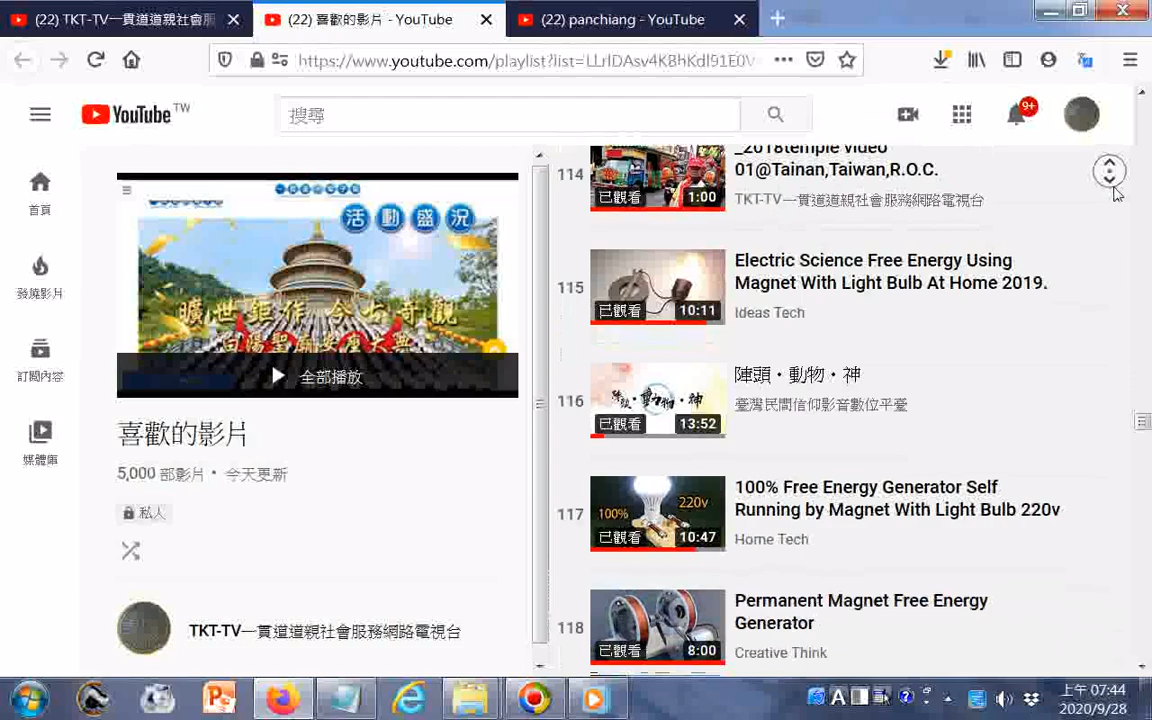 (22) TKT-TV一貫道道親社會服
(22) 喜歡的影片 - YouTube
(22) panchiang - YouTube
https://www.youtube.com/playlist?list=LLrIDAsv4KBhKdl91E0V
YouTube TW
搜尋
9+
首頁
發燒影片
訂閱內容
媒體庫
活動盛況
曠世鉅作 今古奇觀
全部播放
喜歡的影片
5,000 部影片 • 今天更新
私人
TKT-TV一貫道道親社會服務網路電視台
114
已觀看
1:00
_2018temple video
01@Tainan,Taiwan,R.O.C.
TKT-TV一貫道道親社會服務網路電視台
115
已觀看
10:11
Electric Science Free Energy Using
Magnet With Light Bulb At Home 2019.
Ideas Tech
116
陣頭•動物•神
已觀看
13:52
陣頭・動物・神
臺灣民間信仰影音數位平臺
117
100%
220v
已觀看
10:47
100% Free Energy Generator Self
Running by Magnet With Light Bulb 220v
Home Tech
118
已觀看
8:00
Permanent Magnet Free Energy
Generator
Creative Think
A
上午 07:44
2020/9/28